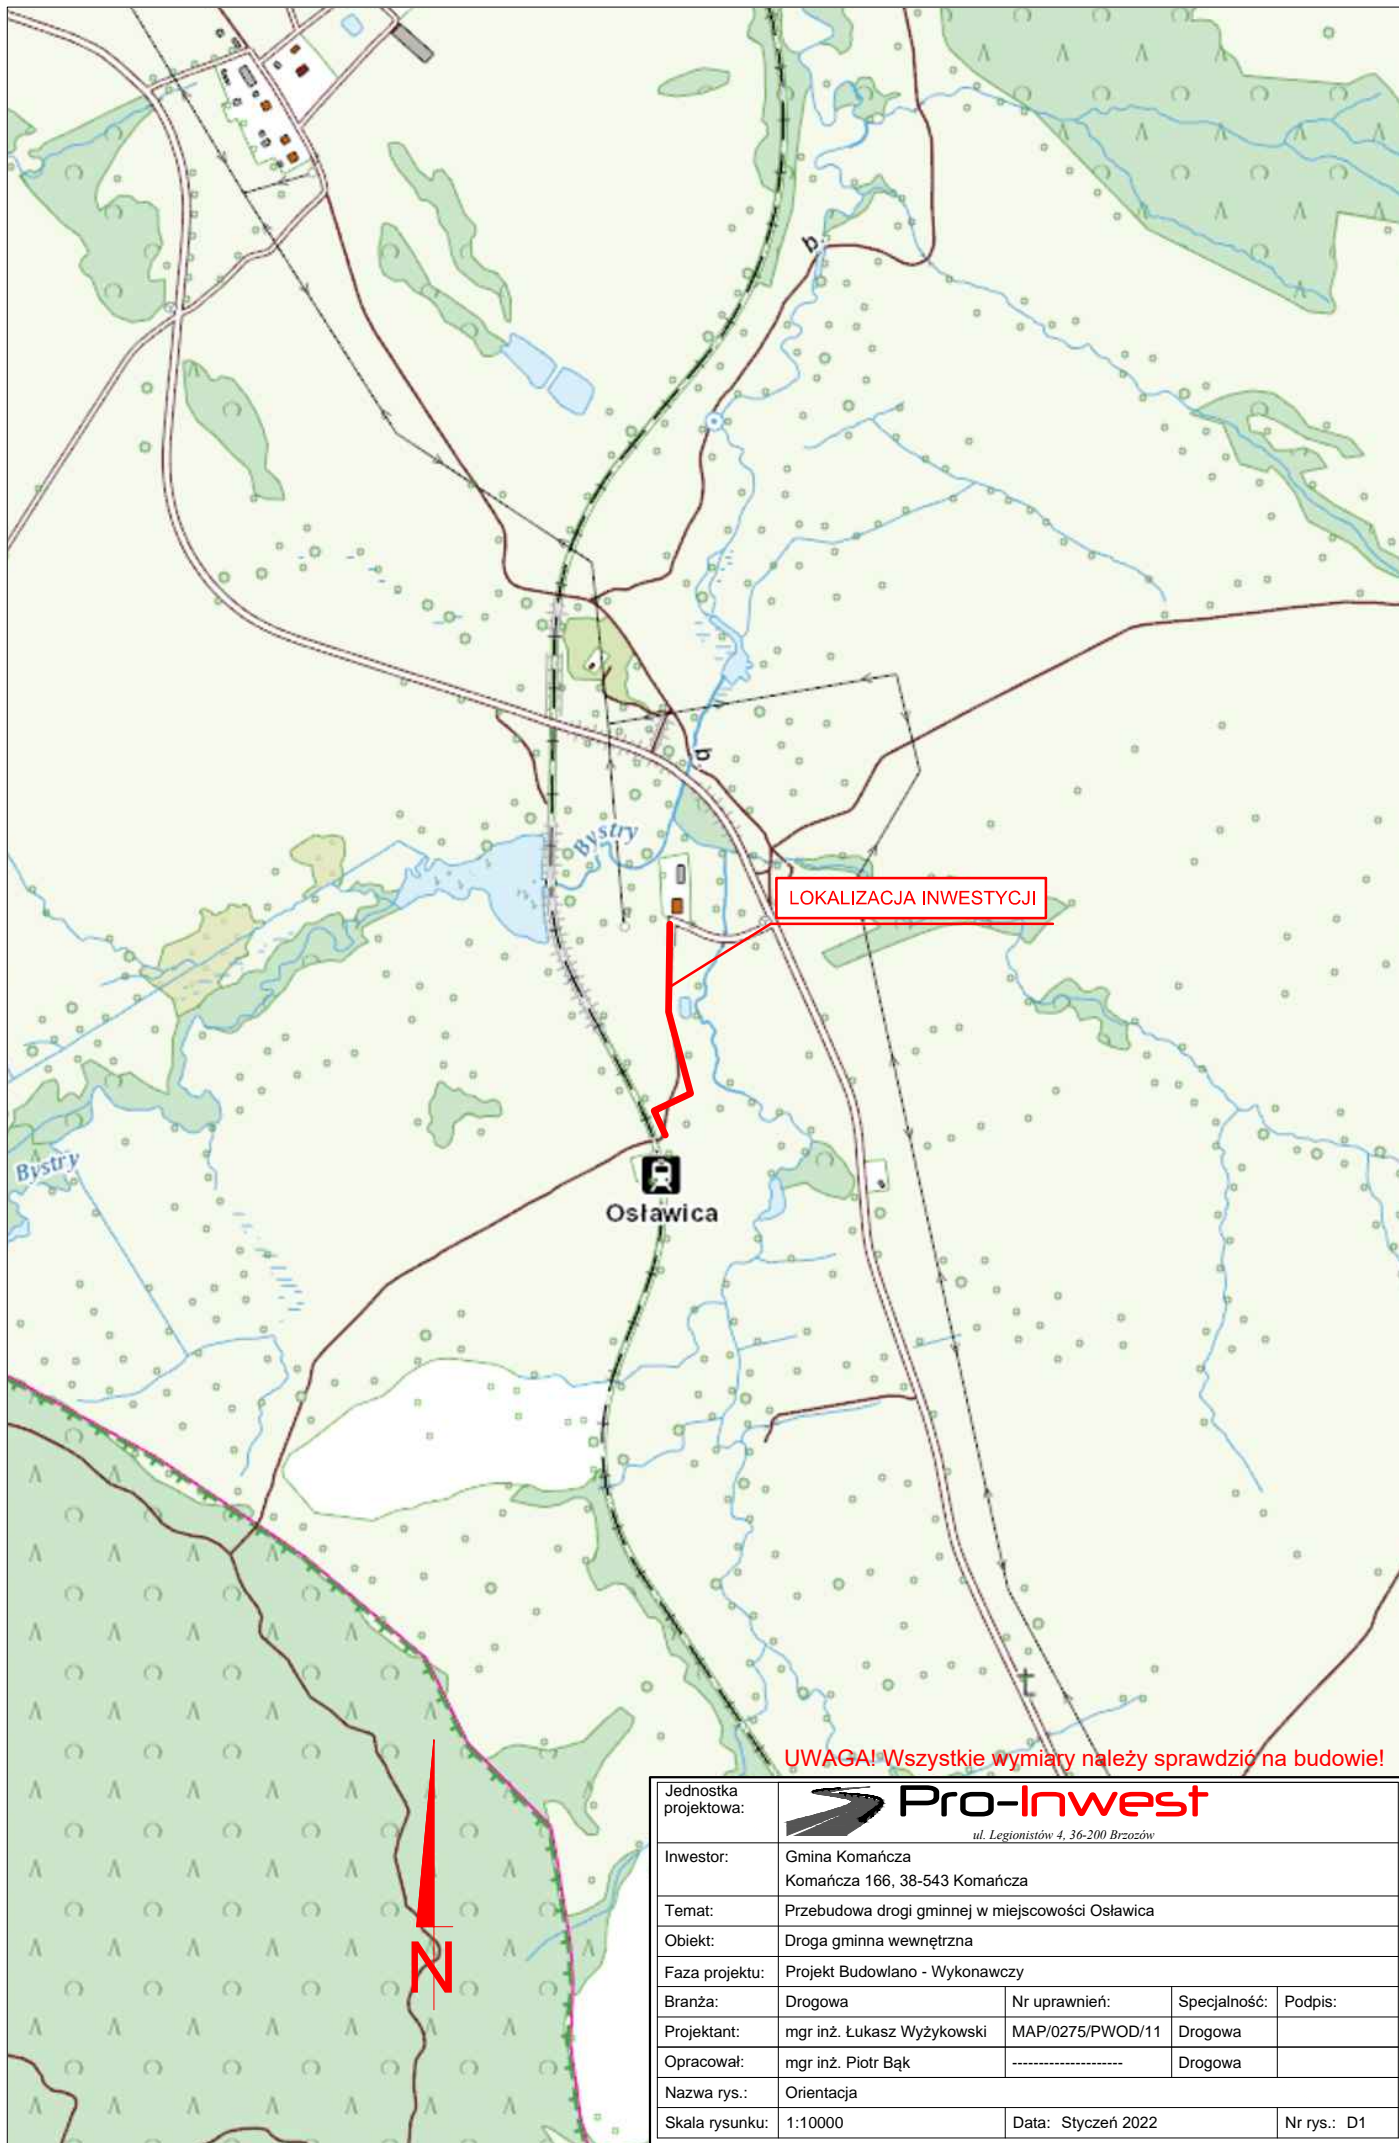 b.
b.
Bystry
LOKALIZACJA INWESTYCJI
Bystry
Osławica
t
UWAGA! Wszystkie wymiary należy sprawdzić na budowie!
N
Jednostka projektowa:
Pro-Inwest
ul. Legionistów 4, 36-200 Brzozów
Inwestor: Gmina Komańcza
Komańcza 166, 38-543 Komańcza
Temat: Przebudowa drogi gminnej w miejscowości Osławica
Obiekt: Droga gminna wewnętrzna
Faza projektu: Projekt Budowlano - Wykonawczy
Branża: Drogowa Nr uprawnień: Specjalność: Podpis:
Projektant: mgr inż. Łukasz Wyżykowski MAP/0275/PWOD/11 Drogowa
Opracował: mgr inż. Piotr Bąk --------------------- Drogowa
Nazwa rys.: Orientacja
Skala rysunku: 1:10000 Data: Styczeń 2022 Nr rys.: D1